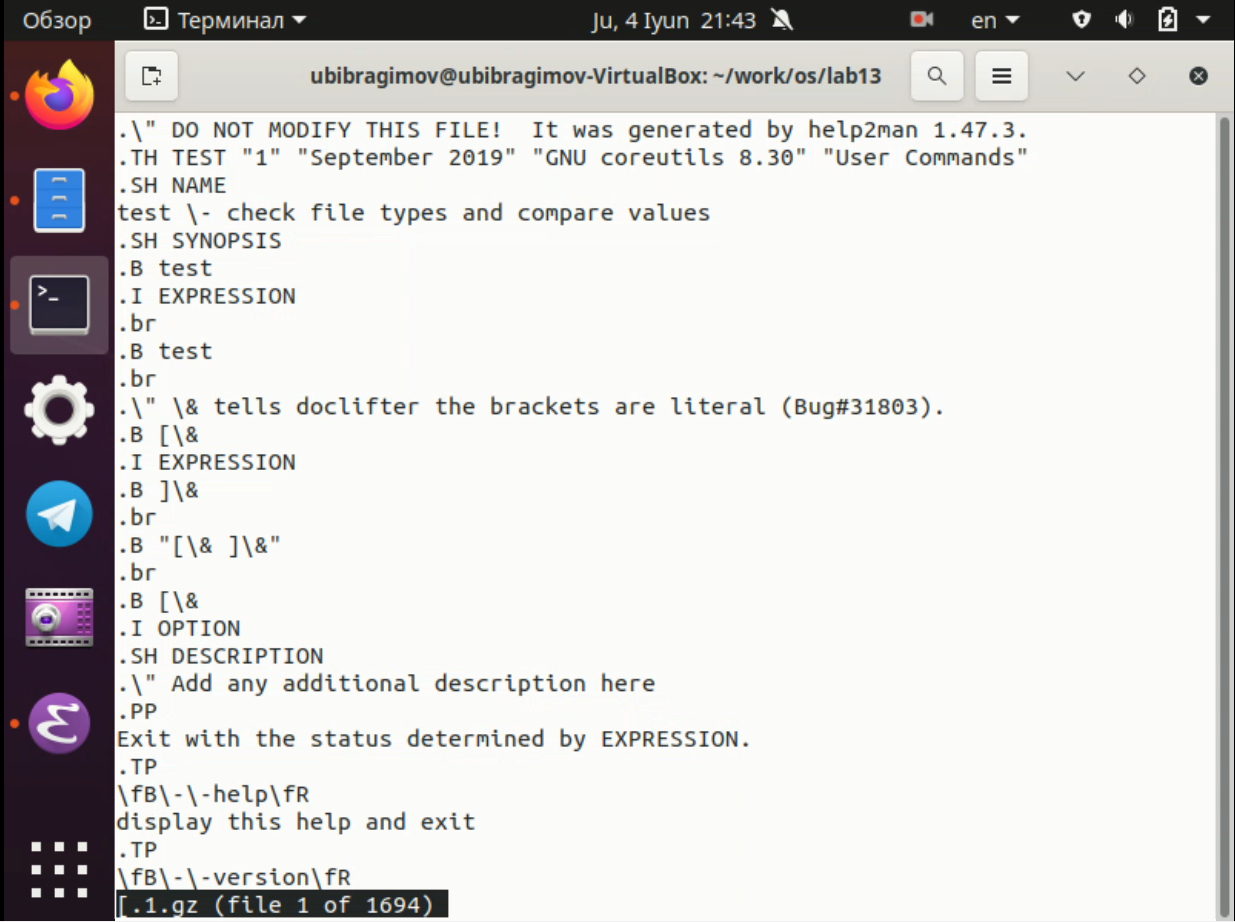 Обзор
Терминал
Ju, 4 Iyun 21:43
en
ubibragimov@ubibragimov-VirtualBox: ~/work/os/lab13
.\" DO NOT MODIFY THIS FILE!  It was generated by help2man 1.47.3.
.TH TEST "1" "September 2019" "GNU coreutils 8.30" "User Commands"
.SH NAME
test \- check file types and compare values
.SH SYNOPSIS
.B test
.I EXPRESSION
.br
.B test
.br
.\" \& tells doclifter the brackets are literal (Bug#31803).
.B [\&
.I EXPRESSION
.B ]\&
.br
.B "[\& ]\&"
.br
.B [\&
.I OPTION
.SH DESCRIPTION
.\" Add any additional description here
.PP
Exit with the status determined by EXPRESSION.
.TP
\fB\-\-help\fR
display this help and exit
.TP
\fB\-\-version\fR
[.1.gz (file 1 of 1694)